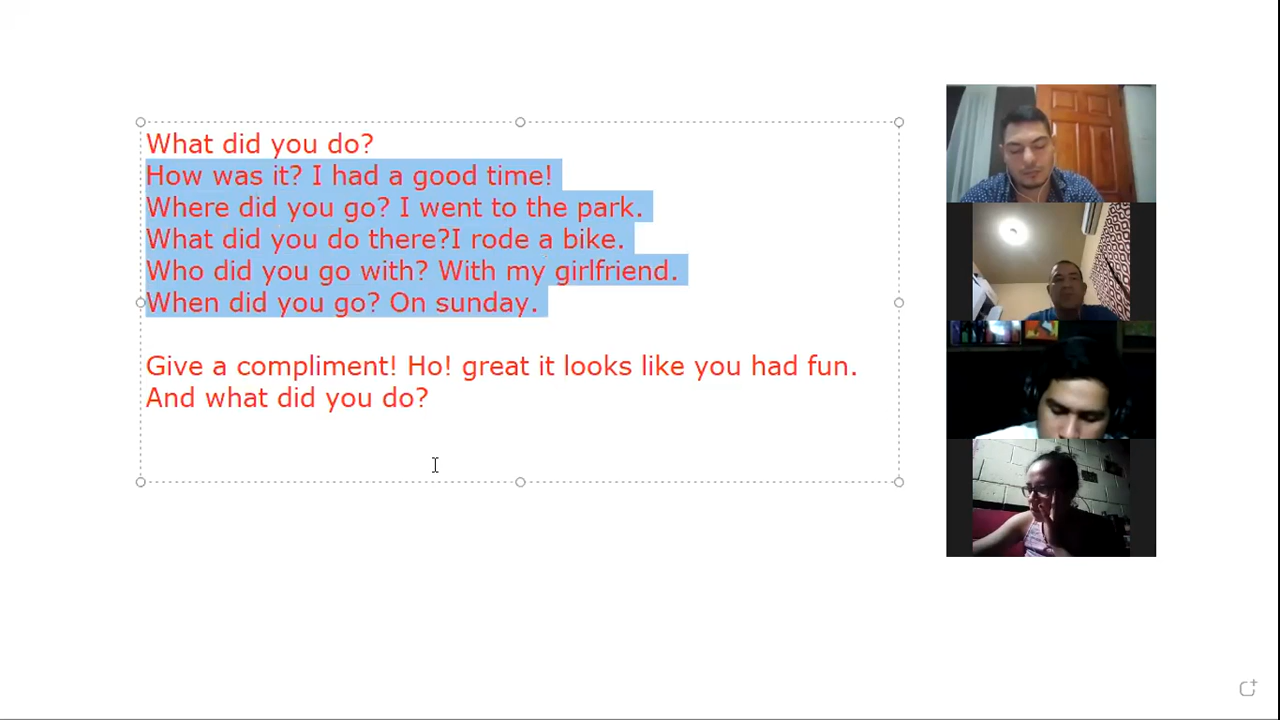 What did you do?
How was it? I had a good time!
Where did you go? I went to the park.
What did you do there?I rode a bike.
Who did you go with? With my girlfriend.
When did you go? On sunday.
Give a compliment! Ho! great it looks like you had fun.
And what did you do?